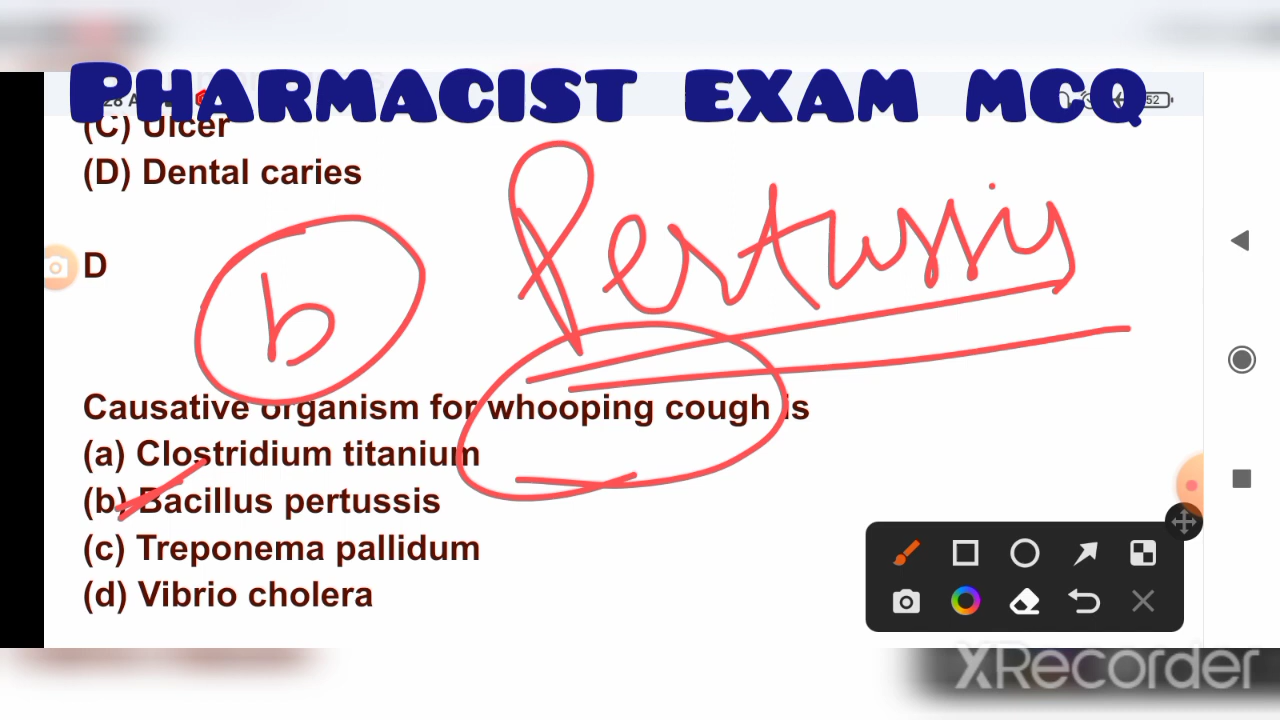 PHARMACIST EXAM MCQ
52
(C) Ulcer
(D) Dental caries
Pertussis
D
b
Causative organism for whooping cough is
(a) Clostridium titanium
(b) Bacillus pertussis
(c) Treponema pallidum
(d) Vibrio cholera
XRecorder